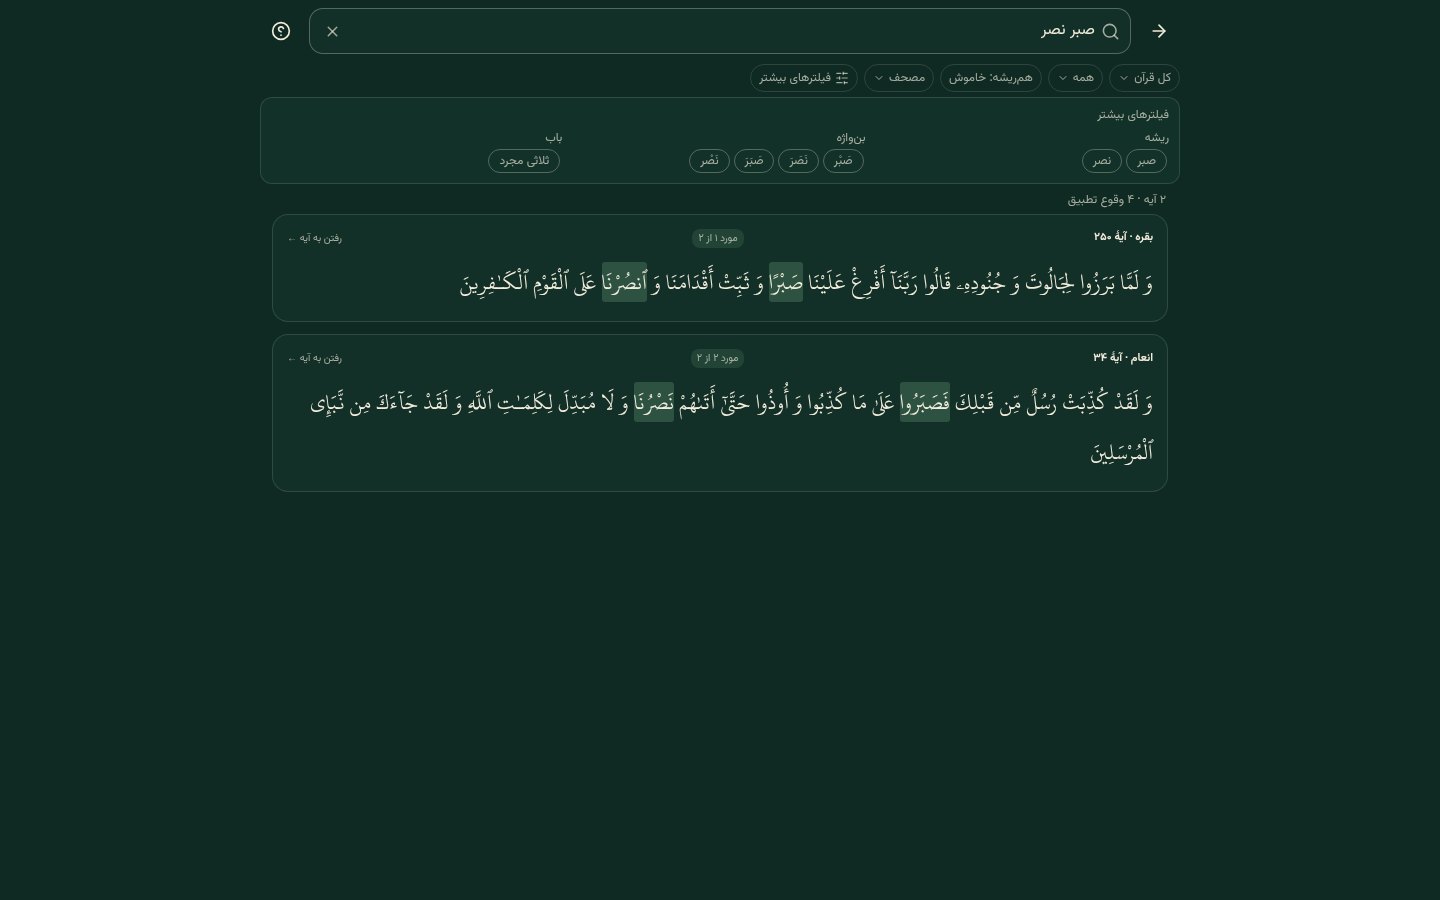 صبر نصر
کل قرآن
همه
هم‌ریشه: خاموش
مصحف
فیلترهای بیشتر
فیلترهای بیشتر
ریشه
بن‌واژه
باب
صبر
نصر
صَبْر
نَصَرَ
صَبَرَ
نَصْر
ثلاثی مجرد
۲ آیه · ۴ وقوع تطبیق
بقره · آیهٔ ۲۵۰
مورد ۱ از ۲
رفتن به آیه ←
وَ لَمَّا بَرَزُوا لِجَالُوتَ وَ جُنُودِهِۦ قَالُوا رَبَّنَآ أَفْرِغْ عَلَيْنَا صَبْرًا وَ ثَبِّتْ أَقْدَامَنَا وَ ٱنصُرْنَا عَلَى ٱلْقَوْمِ ٱلْكَـٰفِرِينَ
انعام · آیهٔ ۳۴
مورد ۲ از ۲
رفتن به آیه ←
وَ لَقَدْ كُذِّبَتْ رُسُلٌ مِّن قَبْلِكَ فَصَبَرُوا عَلَىٰ مَا كُذِّبُوا وَ أُوذُوا حَتَّىٰٓ أَتَىٰهُمْ نَصْرُنَا وَ لَا مُبَدِّلَ لِكَلِمَـٰتِ ٱللَّهِ وَ لَقَدْ جَآءَكَ مِن نَّبَإِى
ٱلْمُرْسَلِينَ